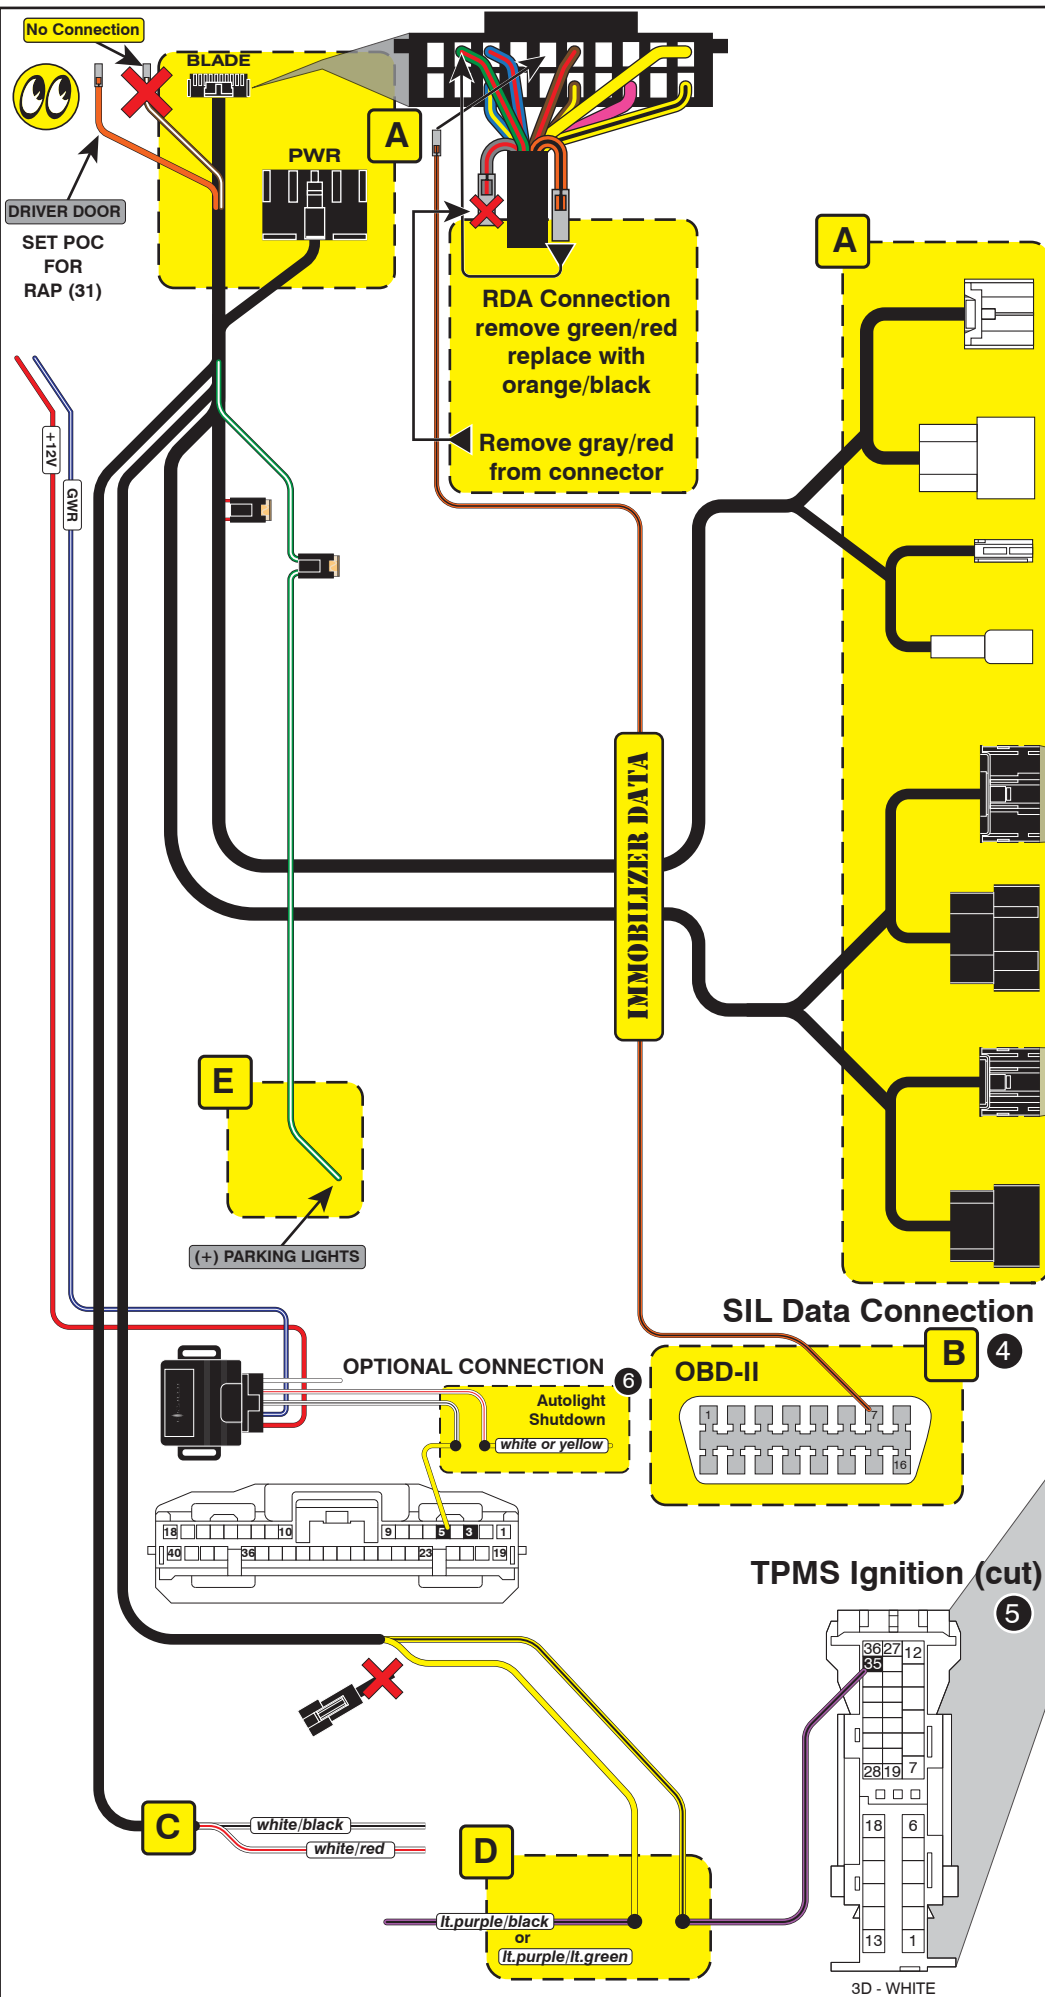 No Connection
BLADE
A
PWR
DRIVER DOOR
SET POC
FOR
RAP (31)
RDA Connection
remove green/red
replace with
orange/black
Remove gray/red
from connector
A
+12V
GWR
IMMOBILIZER DATA
E
(+) PARKING LIGHTS
SIL Data Connection
B 4
OBD-II
1 7
16
OPTIONAL CONNECTION
6
Autolight
Shutdown
white or yellow
18 10 9 5 3 1
40 36 23 19
TPMS Ignition (cut)
5
36 27 12
35
28 19 7
18 6
13 1
3D - WHITE
C
white/black
white/red
D
lt.purple/black
or
lt.purple/lt.green